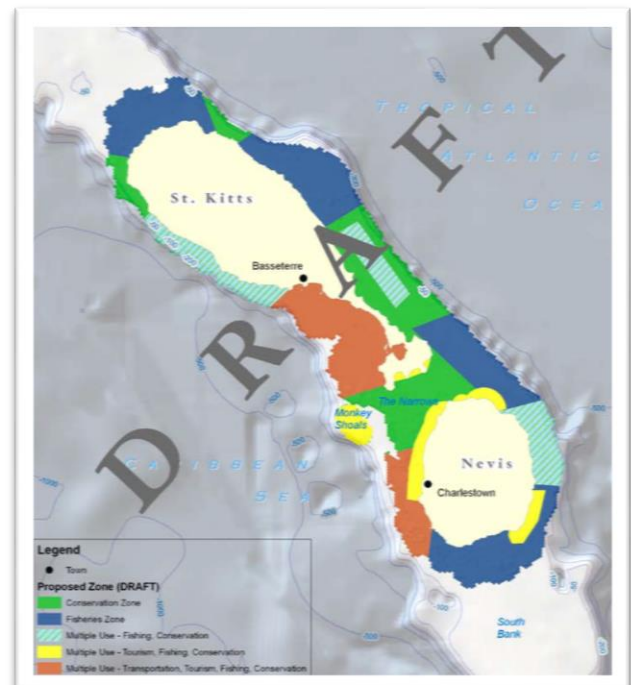 DRAFT
TROPICAL
ATLANTIC
OCEAN
St. Kitts
Basseterre
The Narrows
Monkey
Shoals
Nevis
Charlestown
CARIBBEAN
SEA
South
Bank
Legend
Town
Proposed Zone (DRAFT)
Conservation Zone
Fisheries Zone
Multiple Use - Fishing, Conservation
Multiple Use - Tourism, Fishing, Conservation
Multiple Use - Transportation, Tourism, Fishing, Conservation